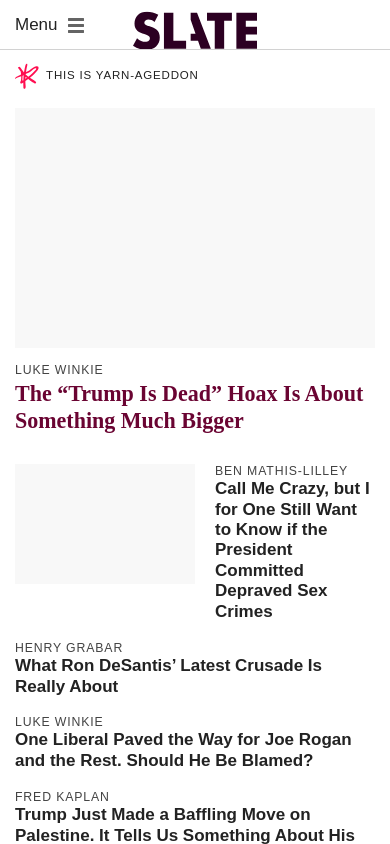 Menu
SLATE
THIS IS YARN-AGEDDON
LUKE WINKIE
The “Trump Is Dead” Hoax Is About
Something Much Bigger
BEN MATHIS-LILLEY
Call Me Crazy, but I
for One Still Want
to Know if the
President
Committed
Depraved Sex
Crimes
HENRY GRABAR
What Ron DeSantis’ Latest Crusade Is
Really About
LUKE WINKIE
One Liberal Paved the Way for Joe Rogan
and the Rest. Should He Be Blamed?
FRED KAPLAN
Trump Just Made a Baffling Move on
Palestine. It Tells Us Something About His